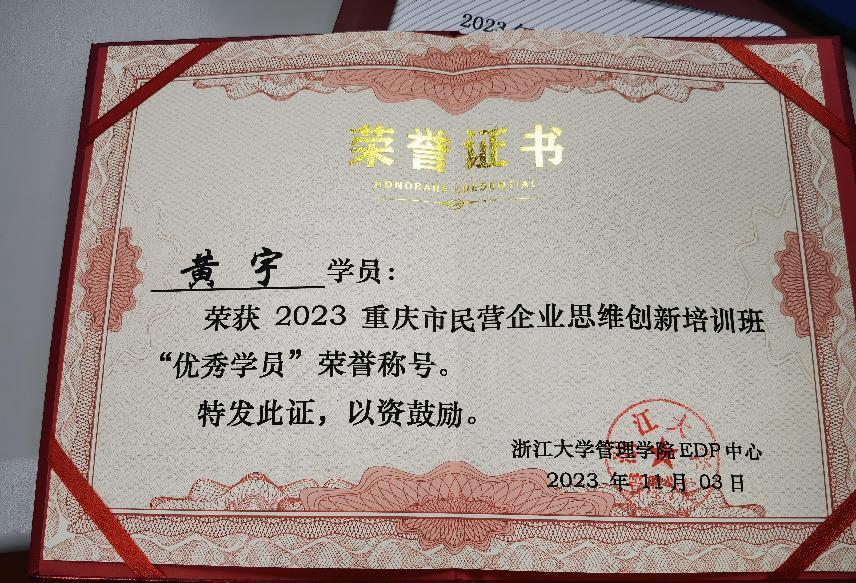 2023 年
荣誉证书
HONORARE CREDENTIAL
黄宇 学员：
荣获 2023 重庆市民营企业思维创新培训班
“优秀学员”荣誉称号。
特发此证，以资鼓励。
浙江大学管理学院EDP中心
2023 年 11 月 03 日